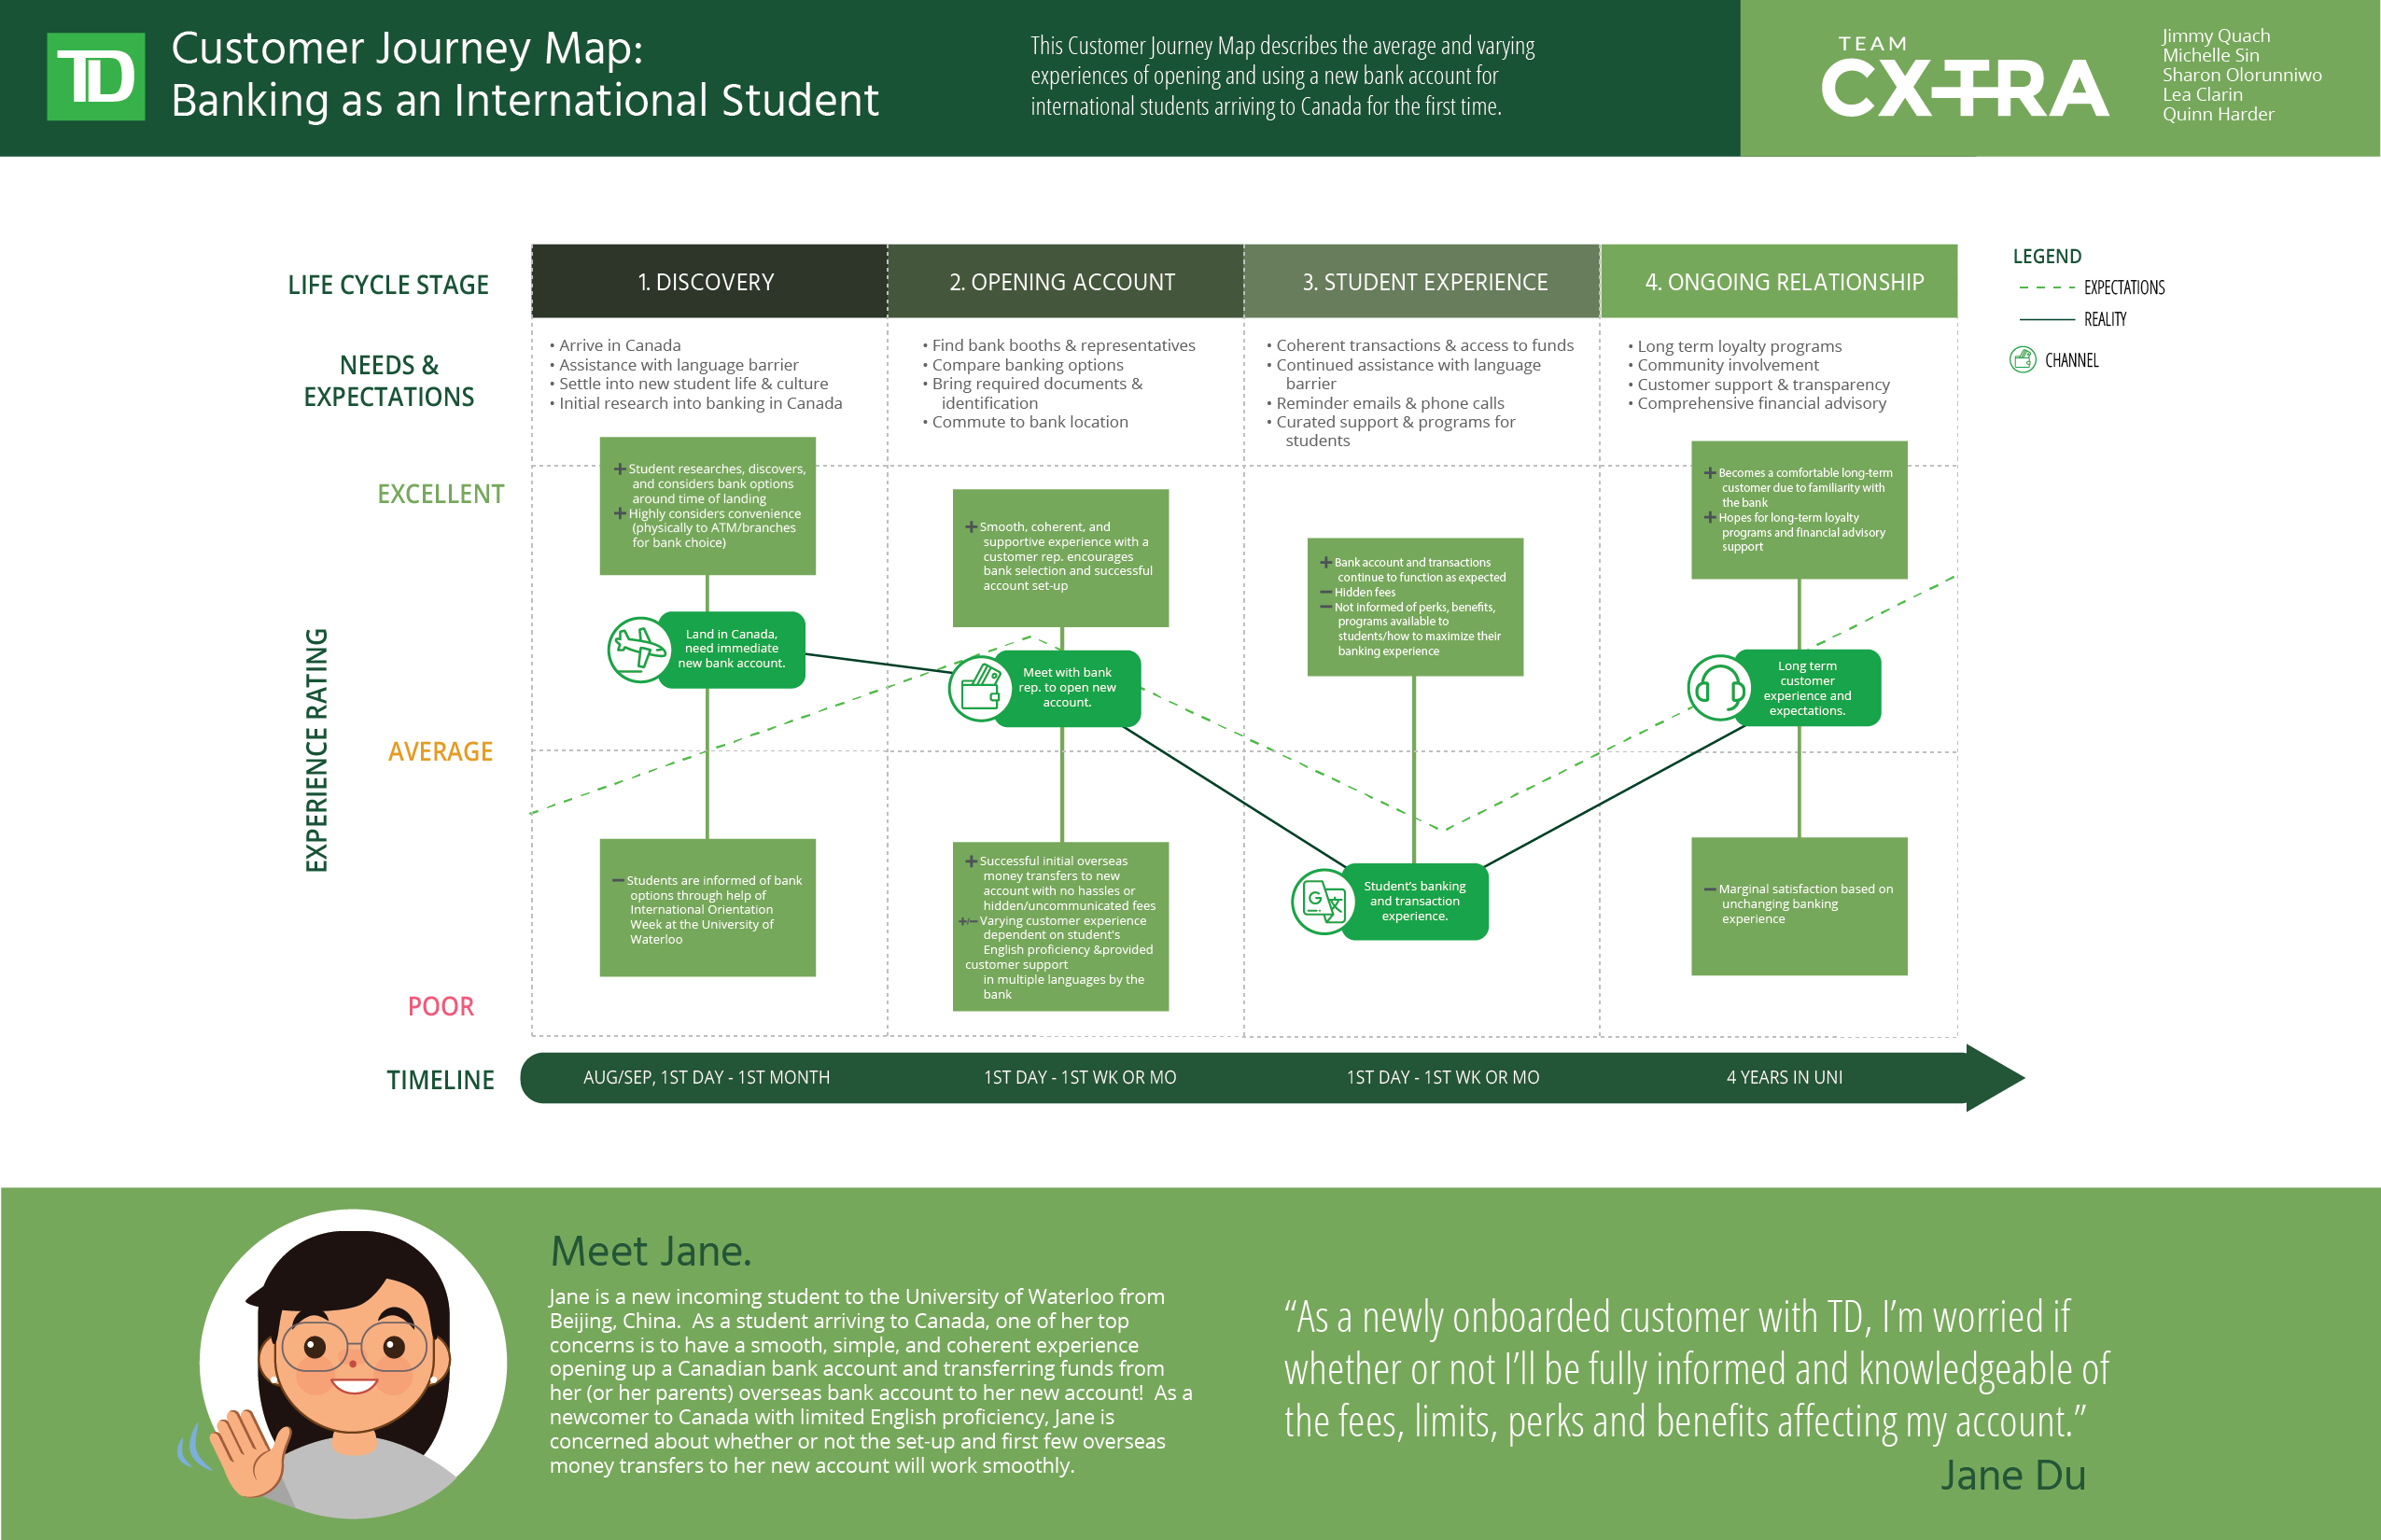 TD
Customer Journey Map:
Banking as an International Student
This Customer Journey Map describes the average and varying
experiences of opening and using a new bank account for
international students arriving to Canada for the first time.
TEAM
CXTRA
Jimmy Quach
Michelle Sin
Sharon Olorunniwo
Lea Clarin
Quinn Harder
LIFE CYCLE STAGE
1. DISCOVERY
2. OPENING ACCOUNT
3. STUDENT EXPERIENCE
4. ONGOING RELATIONSHIP
LEGEND
EXPECTATIONS
REALITY
CHANNEL
NEEDS &
EXPECTATIONS
• Arrive in Canada
• Assistance with language barrier
• Settle into new student life & culture
• Initial research into banking in Canada
• Find bank booths & representatives
• Compare banking options
• Bring required documents &
identification
• Commute to bank location
• Coherent transactions & access to funds
• Continued assistance with language
barrier
• Reminder emails & phone calls
• Curated support & programs for
students
• Long term loyalty programs
• Community involvement
• Customer support & transparency
• Comprehensive financial advisory
EXPERIENCE RATING
EXCELLENT
AVERAGE
POOR
+ Student researches, discovers,
and considers bank options
around time of landing
+ Highly considers convenience
(physically to ATM/branches
for bank choice)
Land in Canada,
need immediate
new bank account.
− Students are informed of bank
options through help of
International Orientation
Week at the University of
Waterloo
+ Smooth, coherent, and
supportive experience with a
customer rep. encourages
bank selection and successful
account set-up
Meet with bank
rep. to open new
account.
+ Successful initial overseas
money transfers to new
account with no hassles or
hidden/uncommunicated fees
+/− Varying customer experience
dependent on student's
English proficiency &provided
customer support
in multiple languages by the
bank
+ Bank account and transactions
continue to function as expected
− Hidden fees
− Not informed of perks, benefits,
programs available to
students/how to maximize their
banking experience
G
Student's banking
and transaction
experience.
+ Becomes a comfortable long-term
customer due to familiarity with
the bank
+ Hopes for long-term loyalty
programs and financial advisory
support
Long term
customer
experience and
expectations.
− Marginal satisfaction based on
unchanging banking
experience
TIMELINE
AUG/SEP, 1ST DAY - 1ST MONTH
1ST DAY - 1ST WK OR MO
1ST DAY - 1ST WK OR MO
4 YEARS IN UNI
Meet Jane.
Jane is a new incoming student to the University of Waterloo from
Beijing, China. As a student arriving to Canada, one of her top
concerns is to have a smooth, simple, and coherent experience
opening up a Canadian bank account and transferring funds from
her (or her parents) overseas bank account to her new account! As a
newcomer to Canada with limited English proficiency, Jane is
concerned about whether or not the set-up and first few overseas
money transfers to her new account will work smoothly.
“As a newly onboarded customer with TD, I’m worried if
whether or not I’ll be fully informed and knowledgeable of
the fees, limits, perks and benefits affecting my account.”
Jane Du